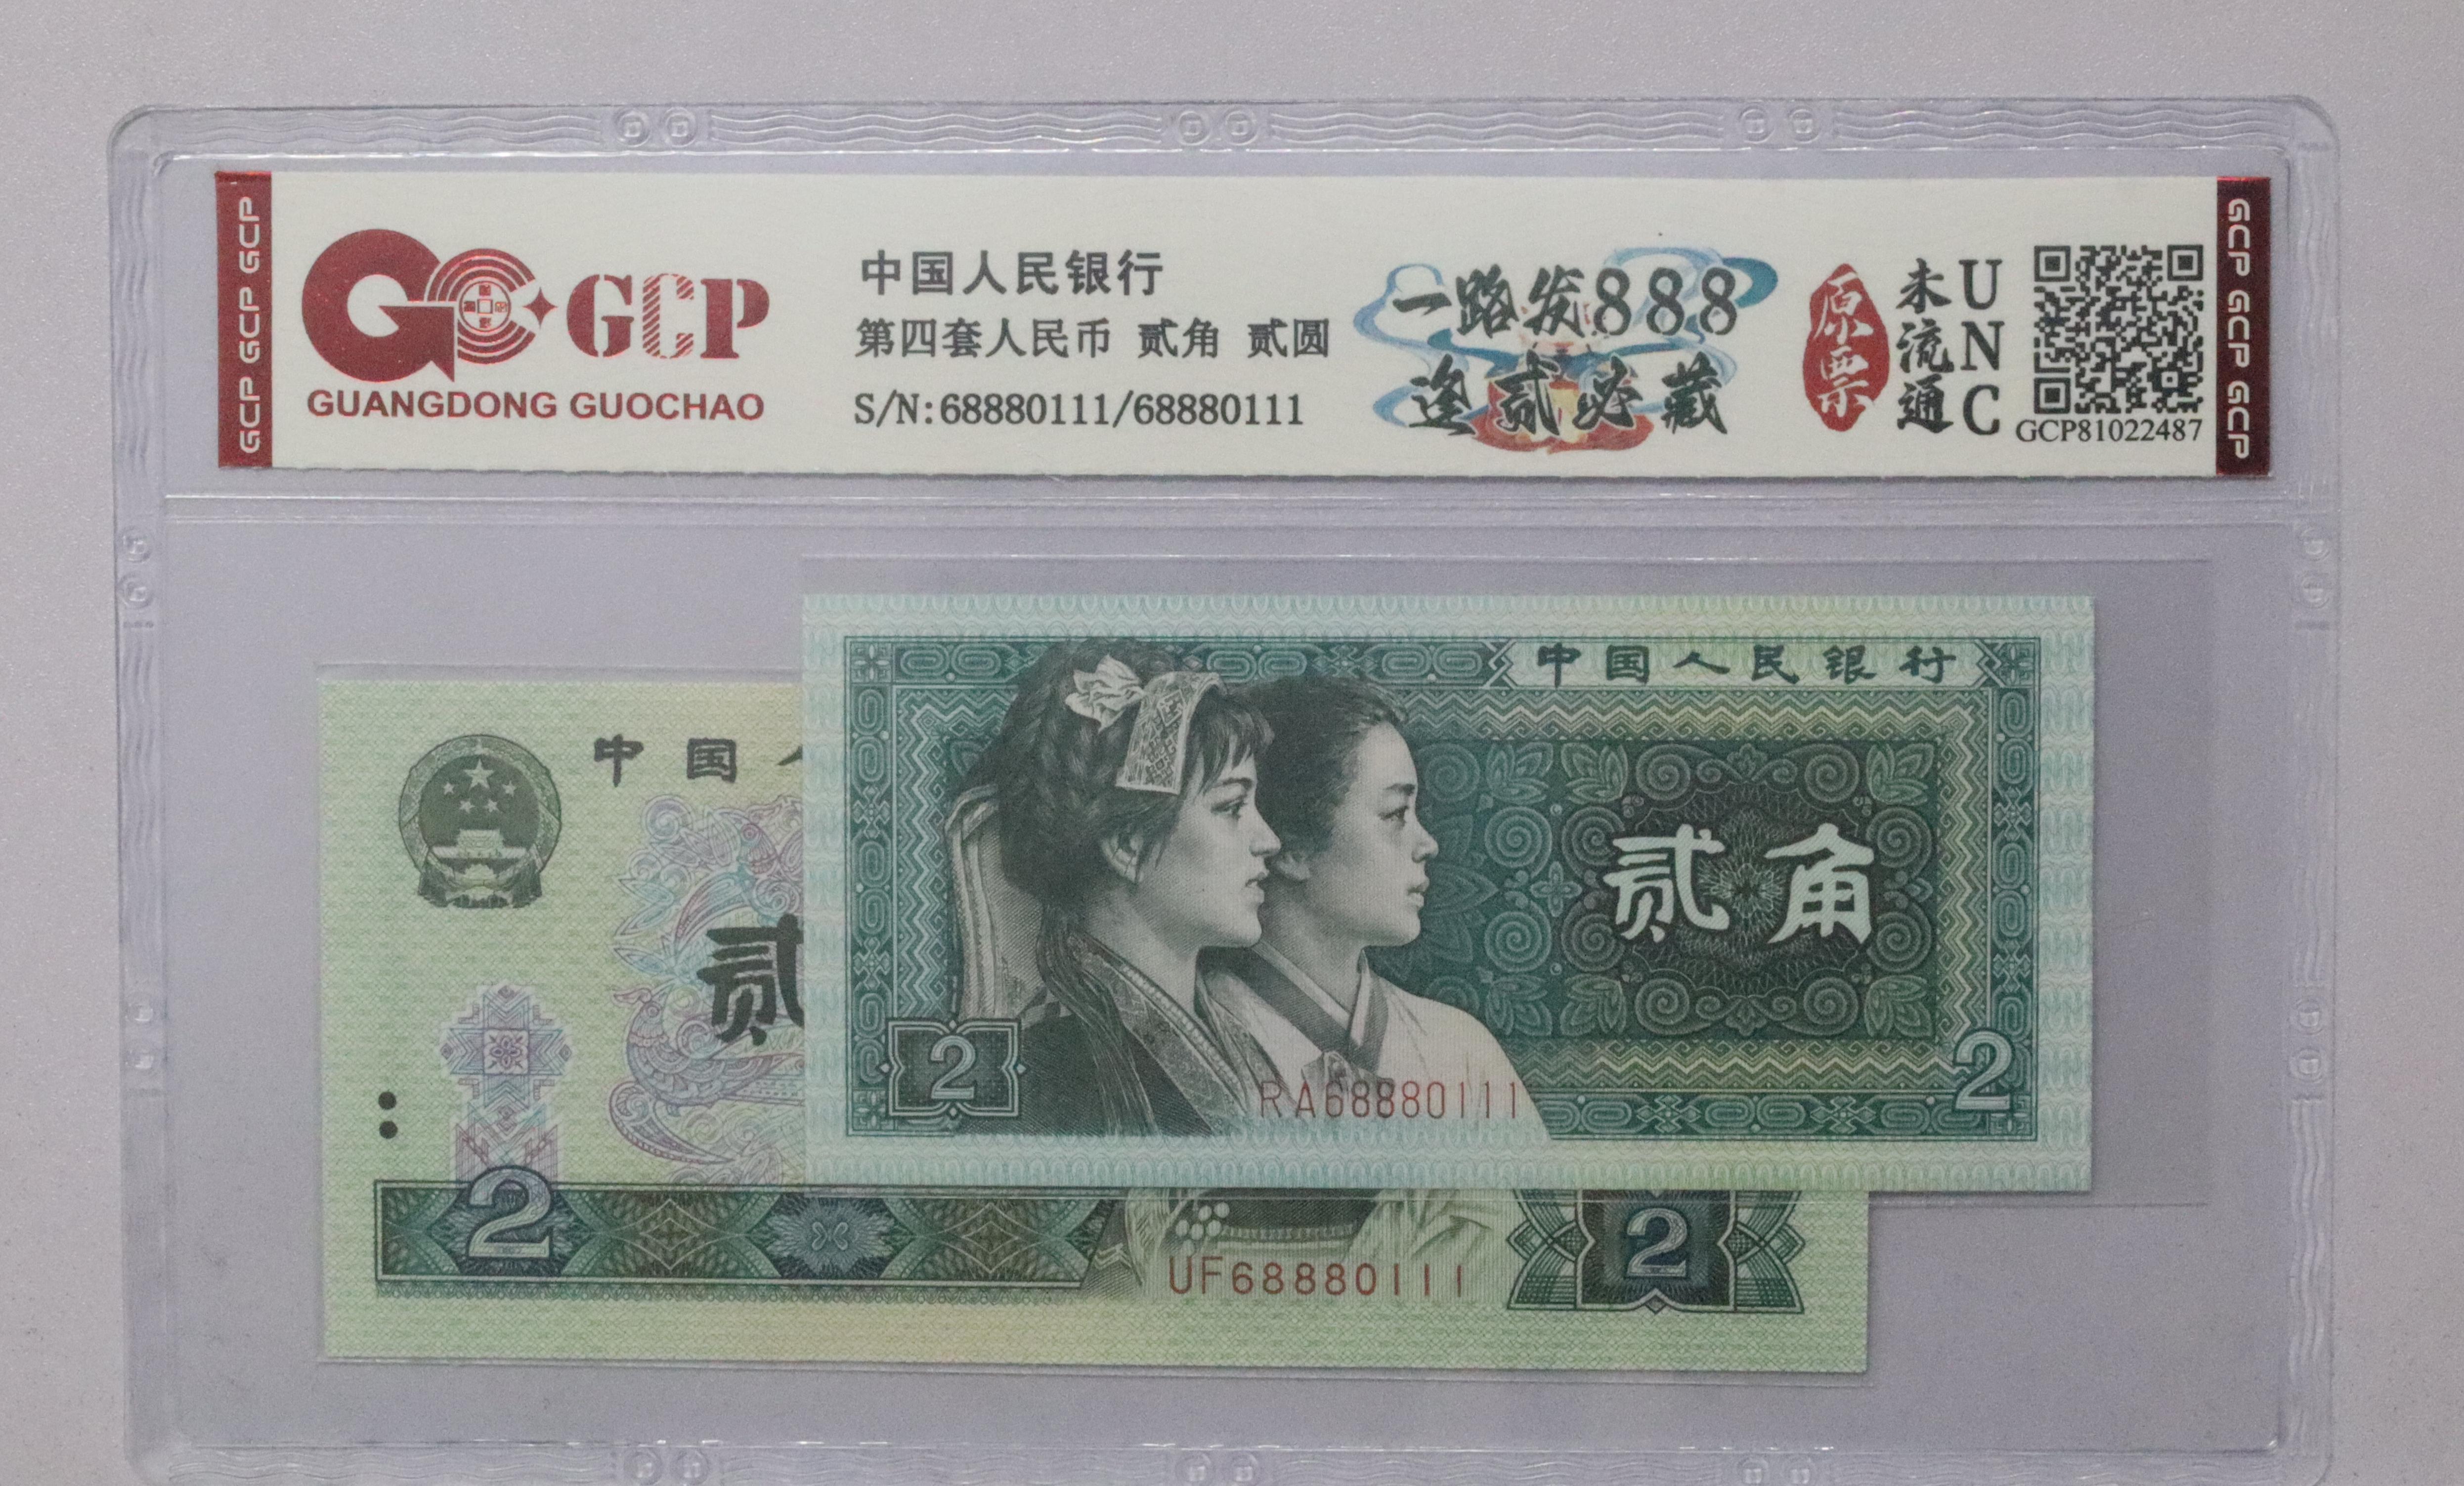 GCP GCP GCP
GCP
GUANGDONG GUOCHAO
中国人民银行
第四套人民币 贰角 贰圆
S/N:68880111/68880111
一路发888
逢贰必藏
原票
未流通
UNC
GCP81022487
GCP GCP GCP
中国人民银行
贰角
2
2
RA68880111
中国
贰
2
2
UF68880111